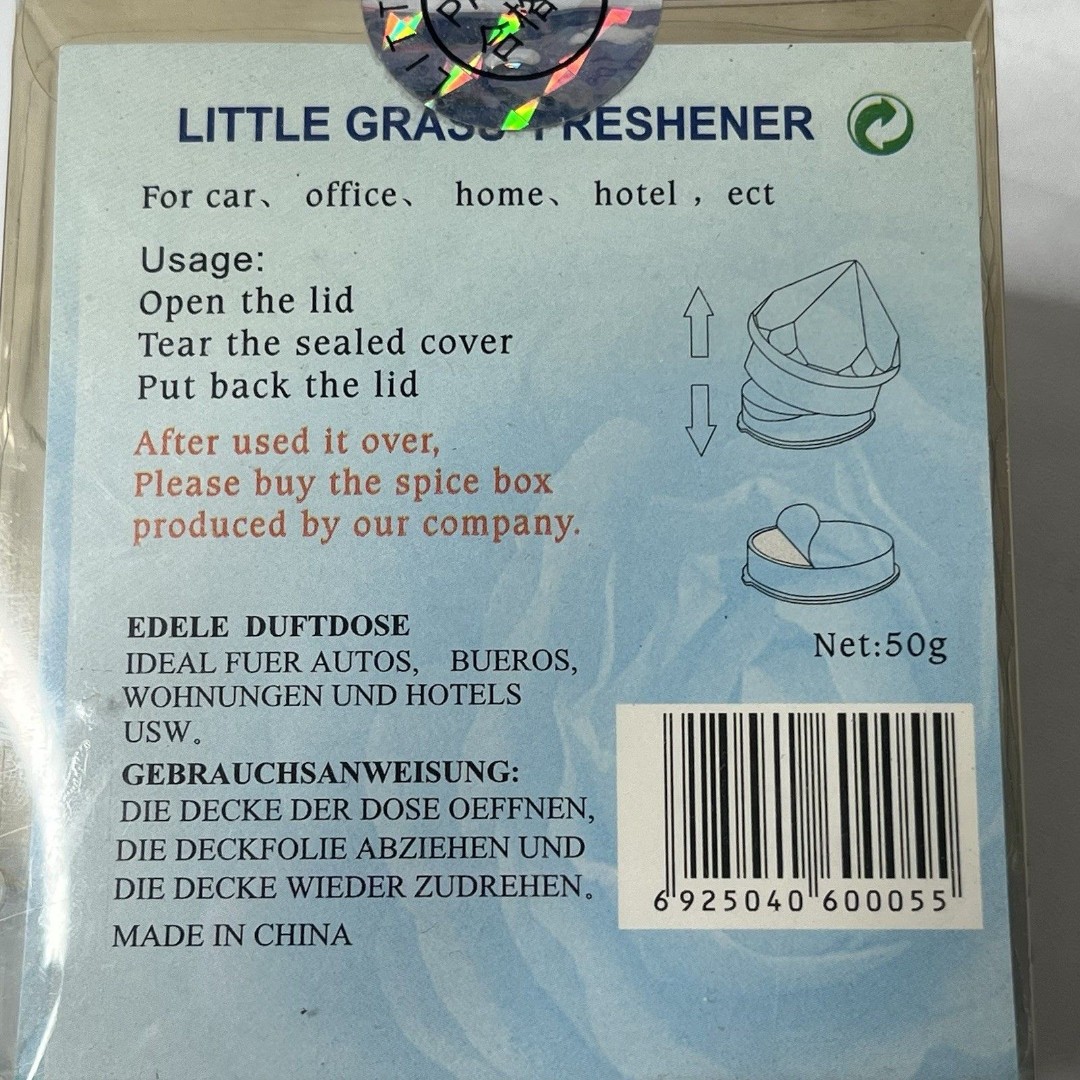 合格
LITTLE GRASS FRESHENER
For car、 office、 home、 hotel , ect
Usage:
Open the lid
Tear the sealed cover
Put back the lid
After used it over,
Please buy the spice box
produced by our company.
Net:50g
EDELE DUFTDOSE
IDEAL FUER AUTOS, BUEROS,
WOHNUNGEN UND HOTELS
USW。
GEBRAUCHSANWEISUNG:
DIE DECKE DER DOSE OEFFNEN,
DIE DECKFOLIE ABZIEHEN UND
DIE DECKE WIEDER ZUDREHEN。
MADE IN CHINA
6 925040 600055